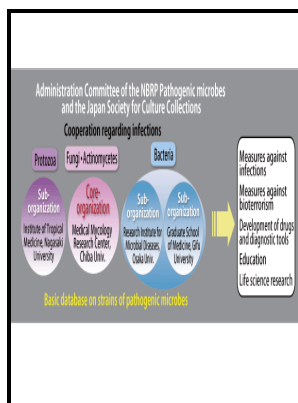 Administration Committee of the NBRP Pathogenic microbes
and the Japan Society for Culture Collections
Cooperation regarding infections
Protozoa
Fungi・Actinomycetes
Bacteria
Sub-
organization
Institute of Tropical
Medicine, Nagasaki
University
Core-
organization
Medical Mycology
Research Center,
Chiba Univ.
Sub-
organization
Research Institute for
Microbial Diseases,
Osaka Univ.
Sub-
organization
Graduate School
of Medicine, Gifu
University
Basic database on strains of pathogenic microbes
Measures against
infections
Measures against
bioterrorism
Development of drugs
and diagnostic tools
Education
Life science research